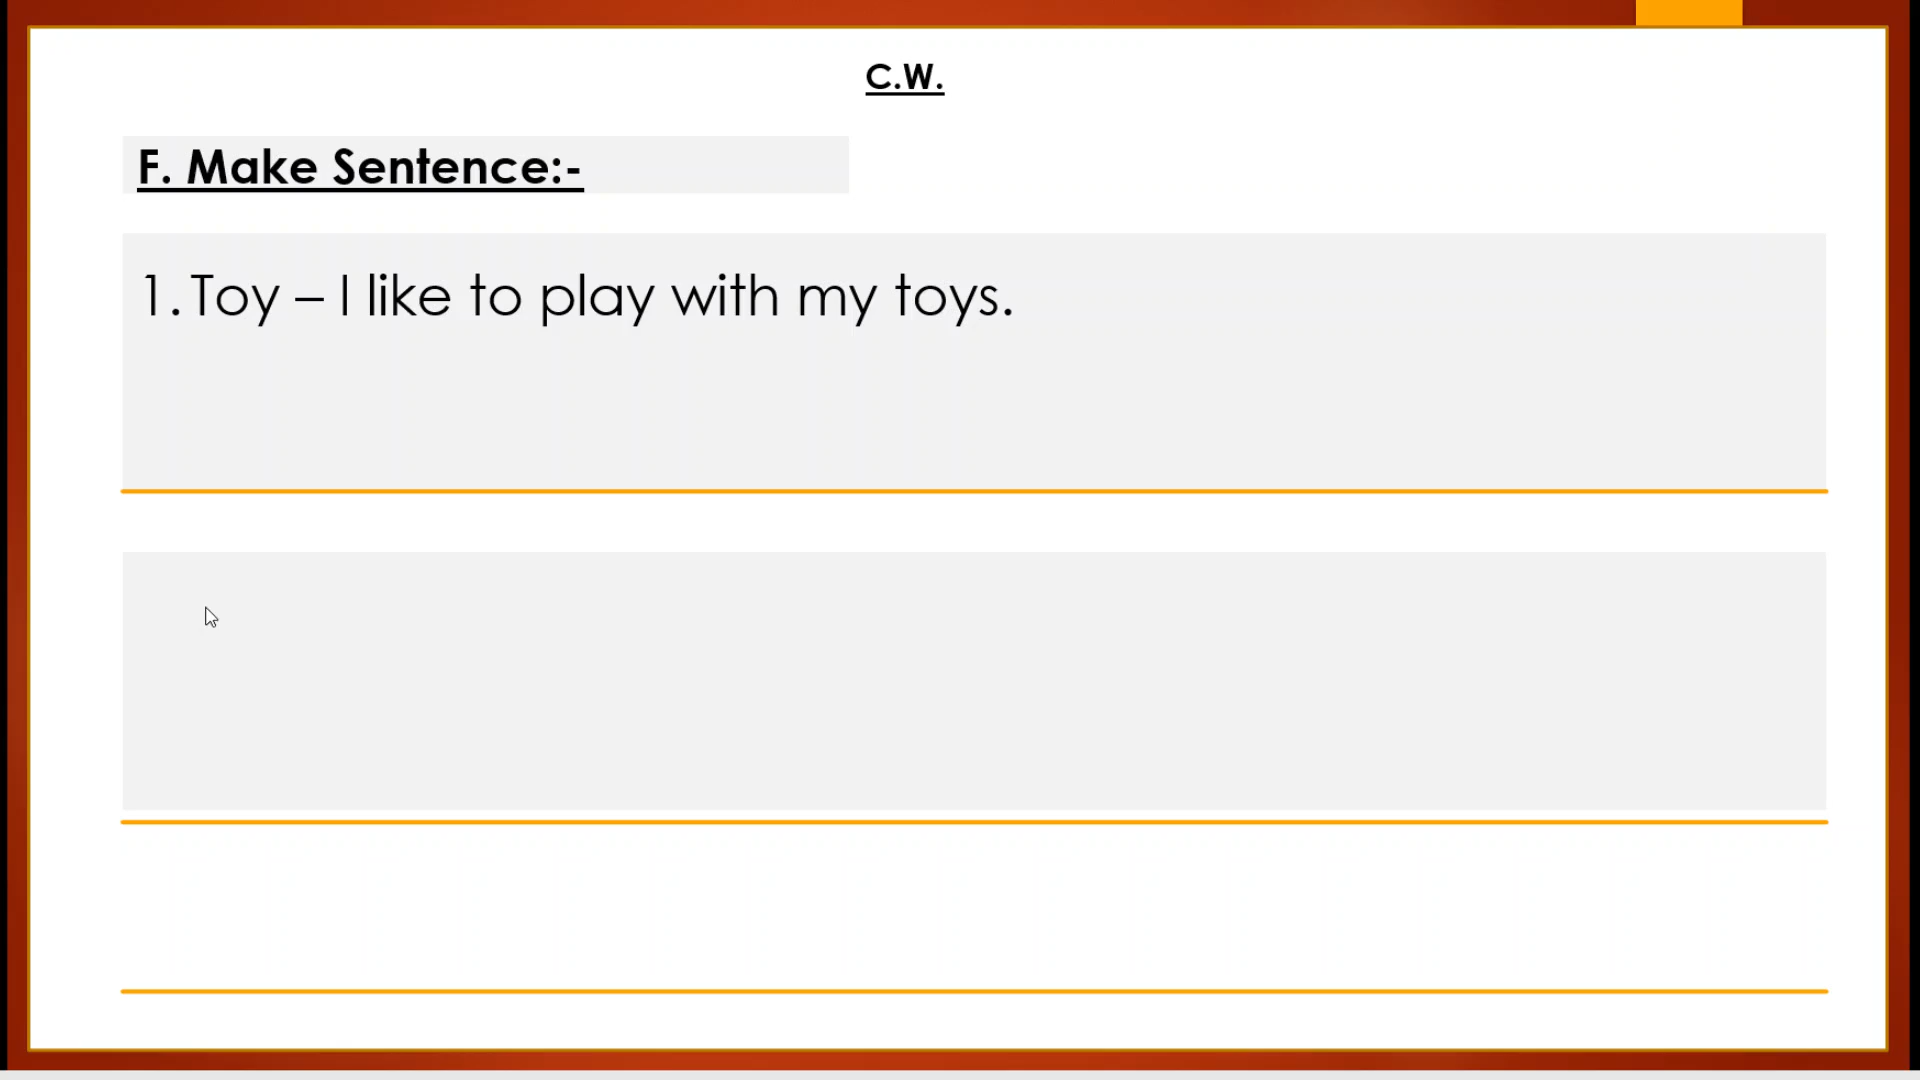 C.W.
F. Make Sentence:-
1. Toy – I like to play with my toys.